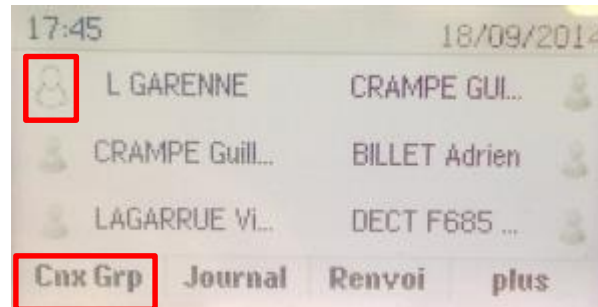 17:45 18/09/2014
L GARENNE CRAMPE GUI...
CRAMPE Guill... BILLET Adrien
LAGARRUE Vi... DECT F685 ...
Cnx Grp Journal Renvoi plus